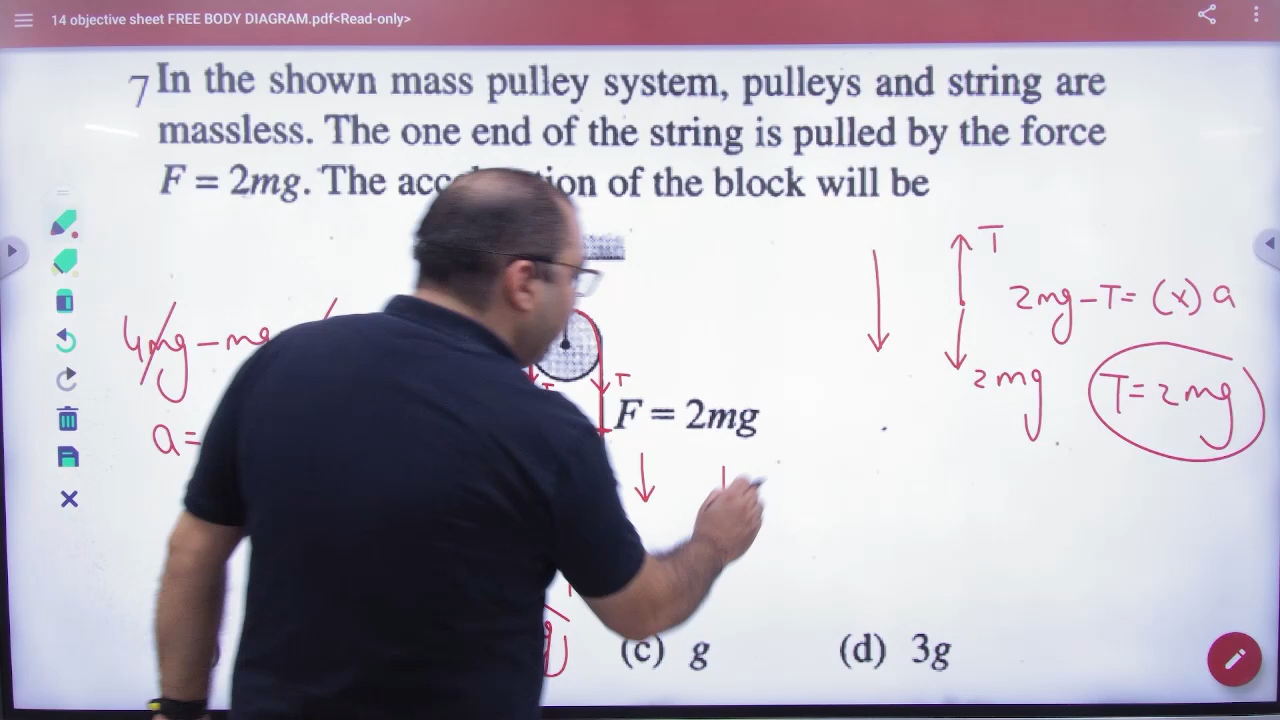 14 objective sheet FREE BODY DIAGRAM.pdf<Read-only>
7 In the shown mass pulley system, pulleys and string are
massless. The one end of the string is pulled by the force
F = 2mg. The of the block will be
T
2mg-T= (x) a
4mg - mg
T
T
F = 2mg
2mg
T= 2mg
a=
(c) g
(d) 3g